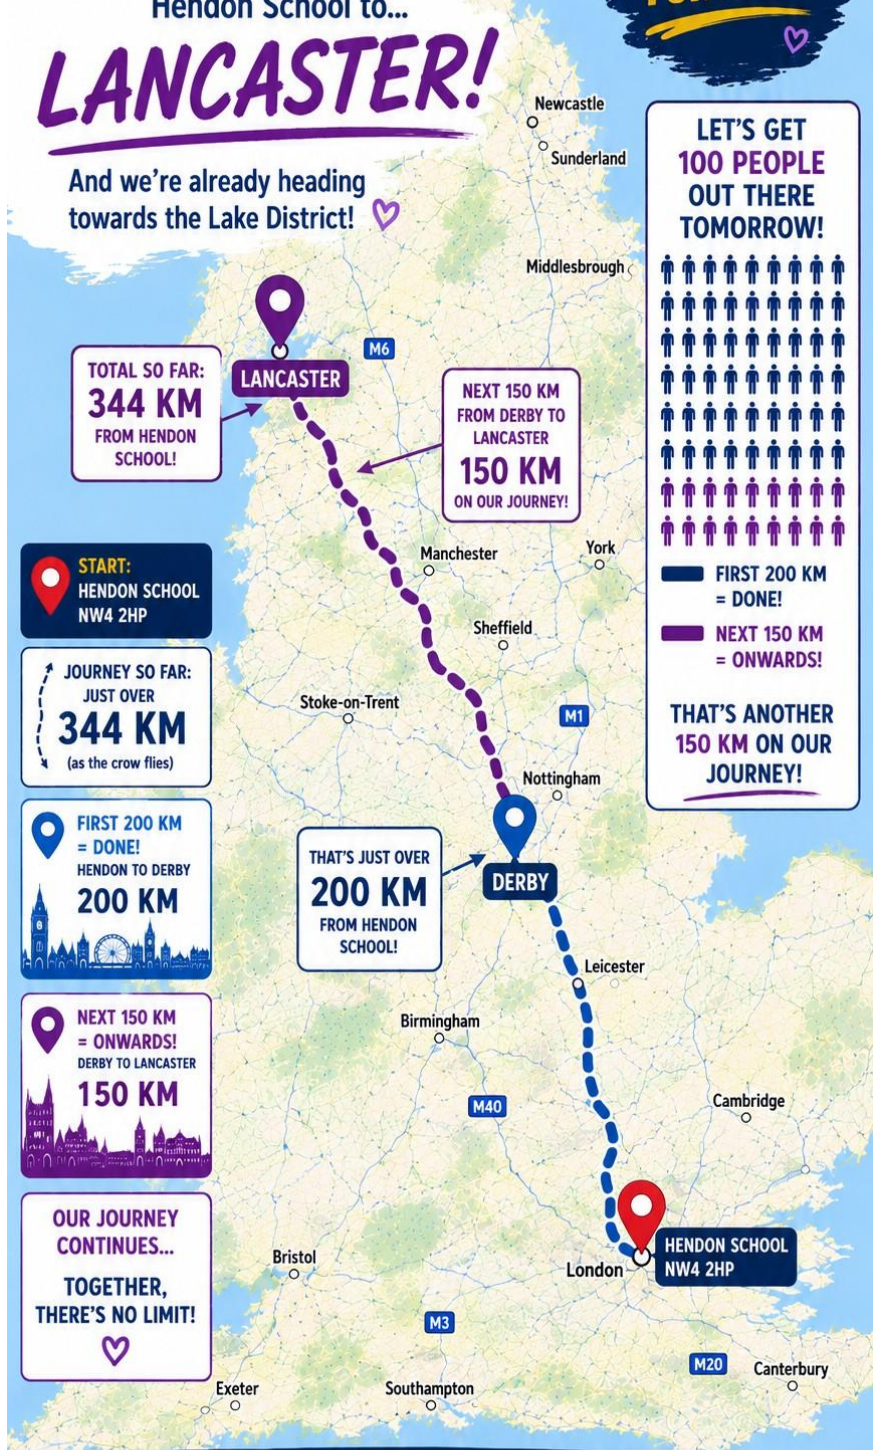 Hendon School to...
LANCASTER!
And we're already heading
towards the Lake District!
Newcastle
Sunderland
Middlesbrough
LET'S GET
100 PEOPLE
OUT THERE
TOMORROW!
M6
LANCASTER
TOTAL SO FAR:
344 KM
FROM HENDON
SCHOOL!
NEXT 150 KM
FROM DERBY TO
LANCASTER
150 KM
ON OUR JOURNEY!
Manchester
York
Sheffield
Stoke-on-Trent
M1
Nottingham
FIRST 200 KM
= DONE!
NEXT 150 KM
= ONWARDS!
THAT'S ANOTHER
150 KM ON OUR
JOURNEY!
START:
HENDON SCHOOL
NW4 2HP
JOURNEY SO FAR:
JUST OVER
344 KM
(as the crow flies)
FIRST 200 KM
= DONE!
HENDON TO DERBY
200 KM
THAT'S JUST OVER
200 KM
FROM HENDON
SCHOOL!
DERBY
Leicester
Birmingham
M40
Cambridge
NEXT 150 KM
= ONWARDS!
DERBY TO LANCASTER
150 KM
OUR JOURNEY
CONTINUES...
TOGETHER,
THERE'S NO LIMIT!
Bristol
London
HENDON SCHOOL
NW4 2HP
M3
M20
Canterbury
Exeter
Southampton